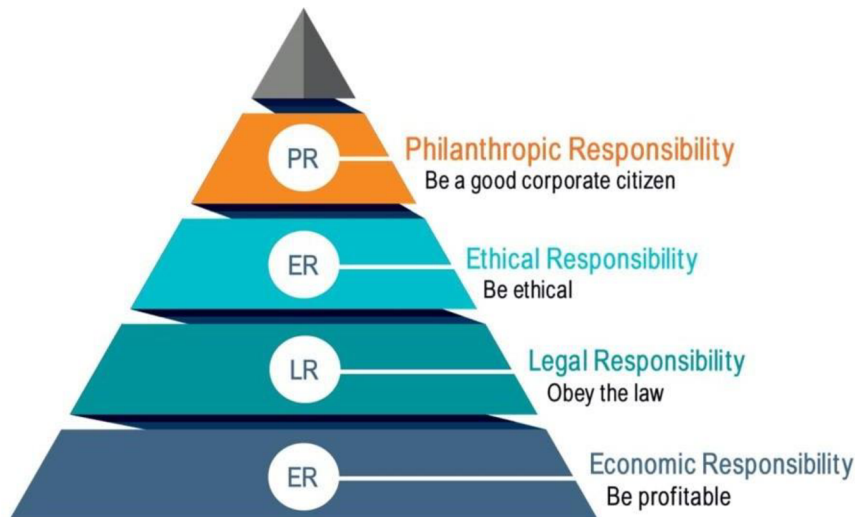 PR
Philanthropic Responsibility
Be a good corporate citizen
ER
Ethical Responsibility
Be ethical
LR
Legal Responsibility
Obey the law
ER
Economic Responsibility
Be profitable